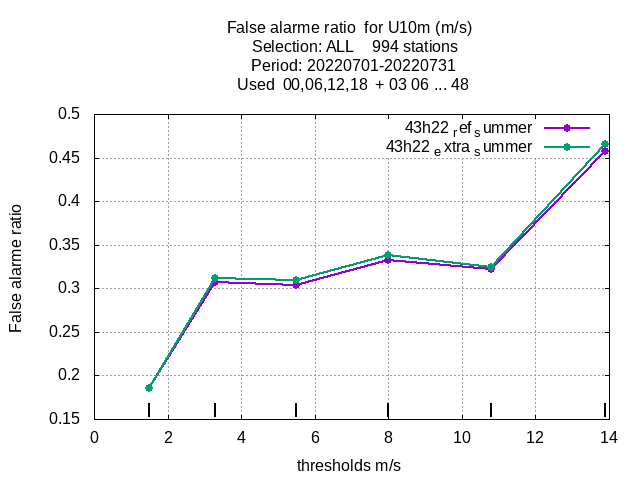 False alarme ratio  for U10m (m/s)
Selection: ALL    994 stations
Period: 20220701-20220731
Used  00,06,12,18  + 03 06 ... 48
43h22 ref summer
43h22 extra summer
0.5
0.45
0.4
0.35
0.3
0.25
0.2
0.15
False alarme ratio
0 2 4 6 8 10 12 14
thresholds m/s